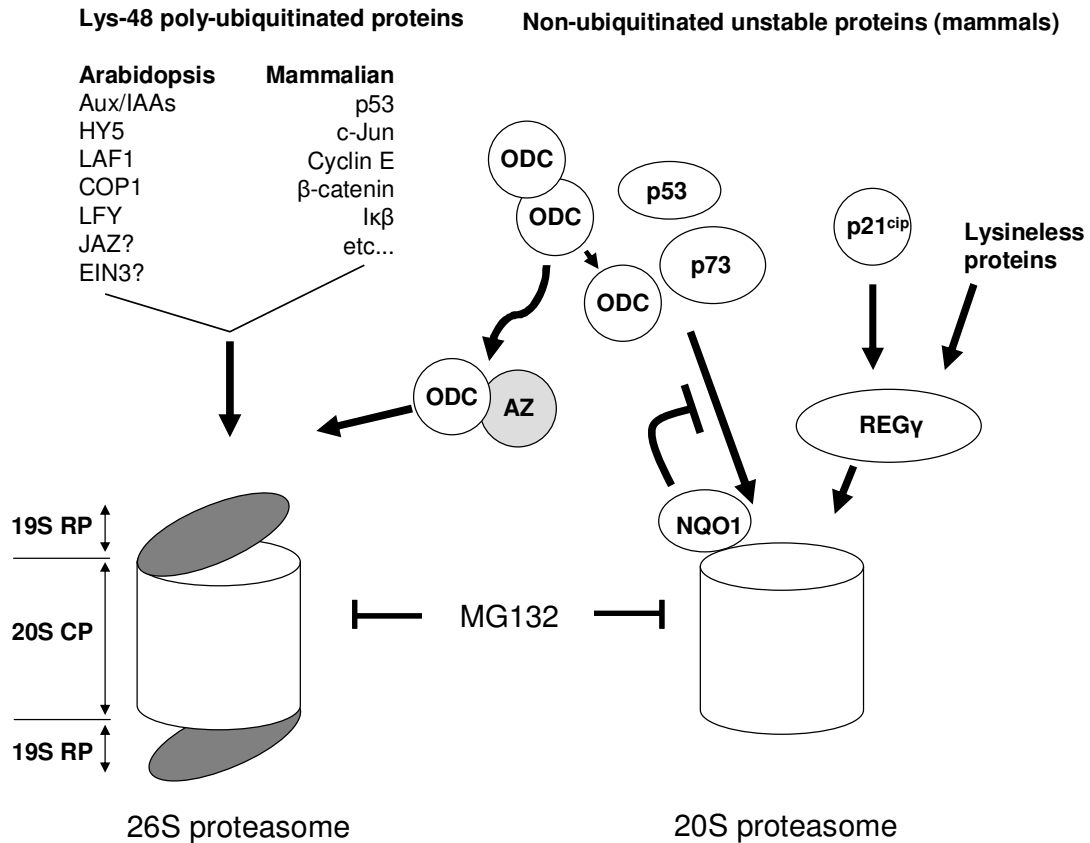 Lys-48 poly-ubiquitinated proteins
Non-ubiquitinated unstable proteins (mammals)
Arabidopsis
Aux/IAAs
HY5
LAF1
COP1
LFY
JAZ?
EIN3?
Mammalian
p53
c-Jun
Cyclin E
β-catenin
Iκβ
etc...
ODC
ODC
ODC
p53
p73
p21cip
Lysineless
proteins
ODC
AZ
REGγ
NQO1
19S RP
20S CP
19S RP
MG132
26S proteasome
20S proteasome